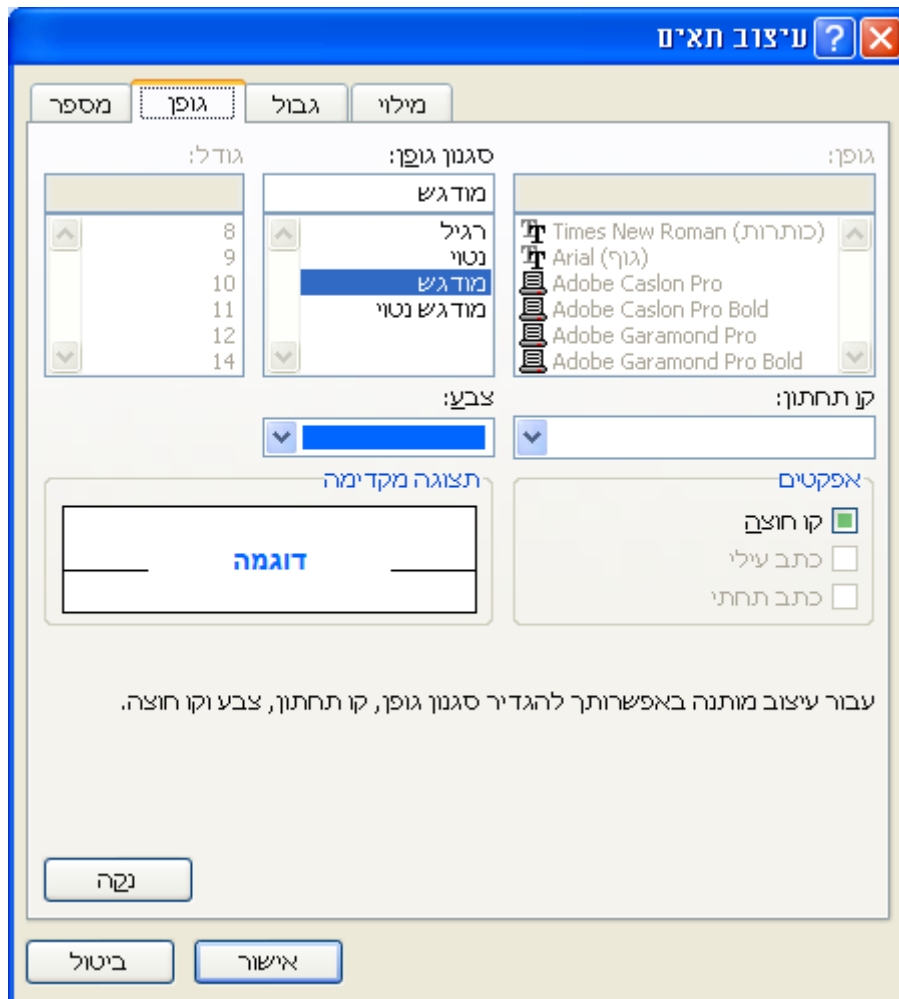 עיצוב תאים
מספר גופן גבול מילוי
גופן: סגנון גופן: גודל:
מודגש
Times New Roman (כותרות)
Arial (גוף)
Adobe Caslon Pro
Adobe Caslon Pro Bold
Adobe Garamond Pro
Adobe Garamond Pro Bold
רגיל
נטוי
מודגש
מודגש נטוי
8
9
10
11
12
14
קו תחתון: צבע:
אפקטים
קו חוצה
כתב עילי
כתב תחתי
תצוגה מקדימה
דוגמה
עבור עיצוב מותנה באפשרותך להגדיר סגנון גופן, קו תחתון, צבע וקו חוצה.
נקה
אישור ביטול